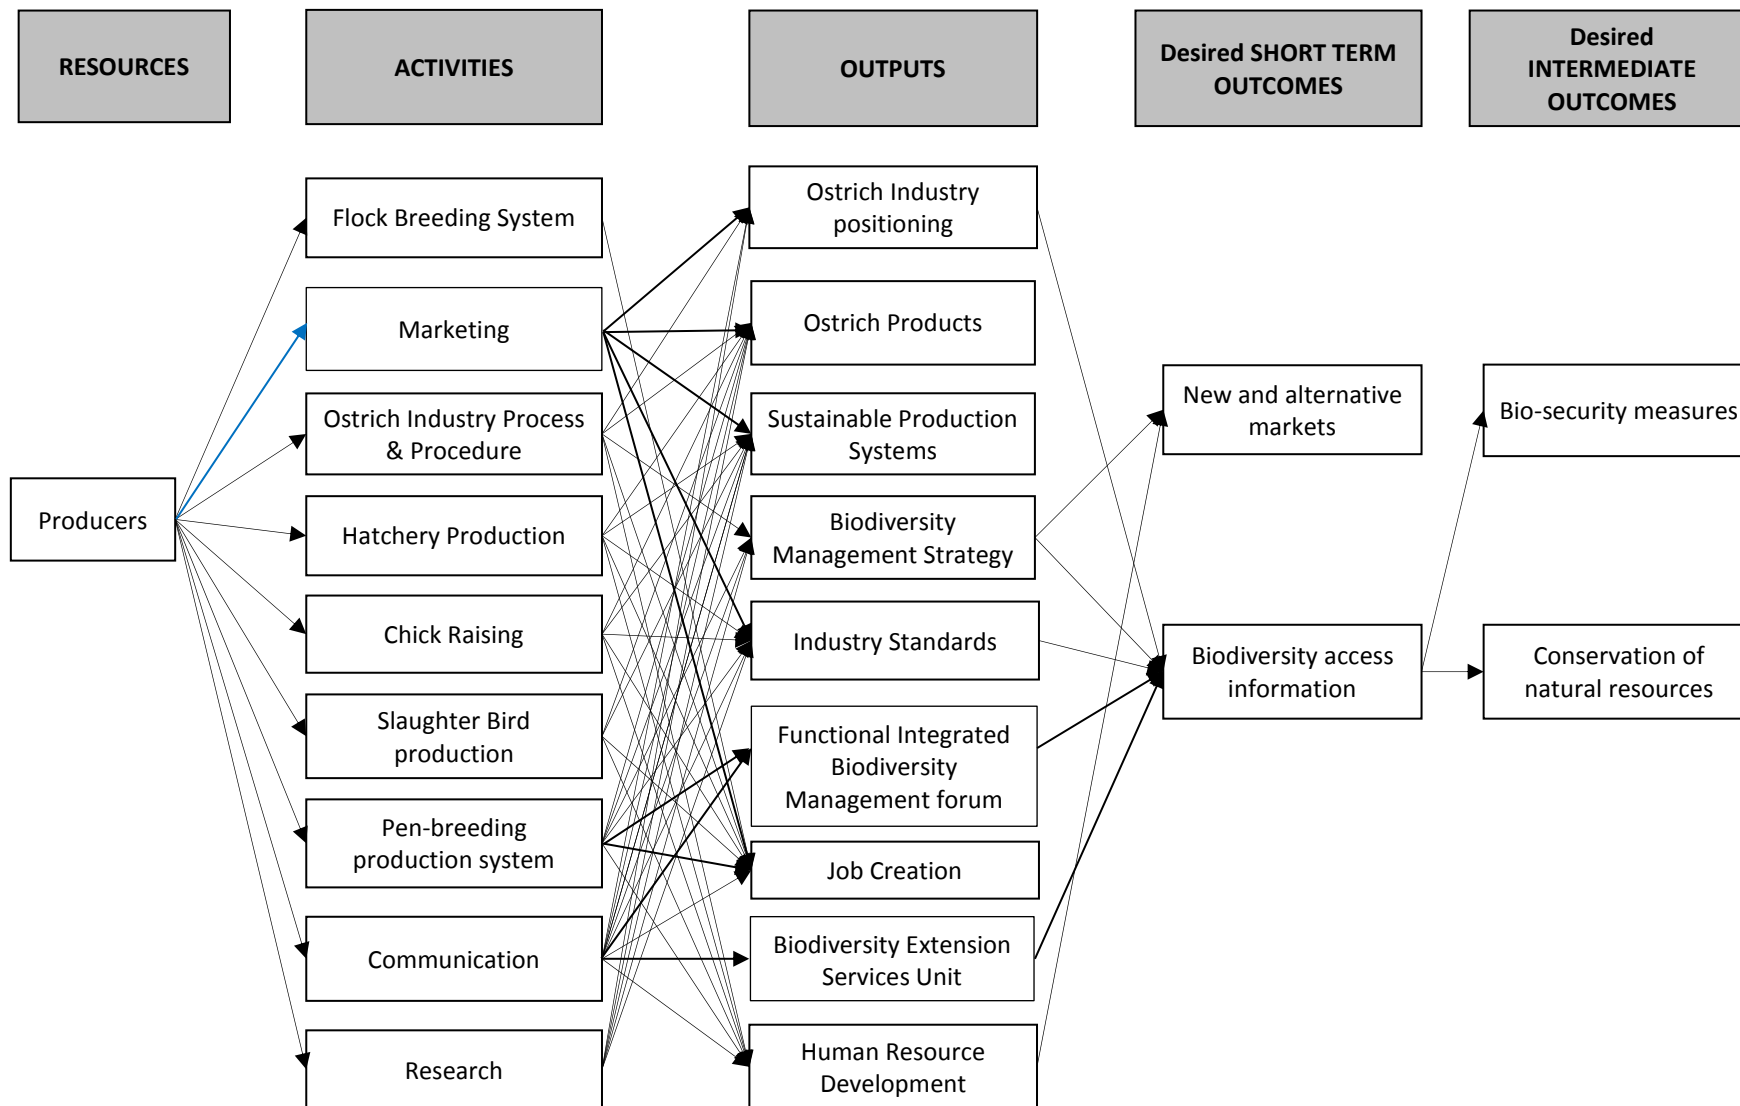 RESOURCES
ACTIVITIES
OUTPUTS
Desired SHORT TERM
OUTCOMES
Desired
INTERMEDIATE
OUTCOMES
Producers
Flock Breeding System
Marketing
Ostrich Industry Process
& Procedure
Hatchery Production
Chick Raising
Slaughter Bird
production
Pen-breeding
production system
Communication
Research
Ostrich Industry
positioning
Ostrich Products
Sustainable Production
Systems
Biodiversity
Management Strategy
Industry Standards
Functional Integrated
Biodiversity
Management forum
Job Creation
Biodiversity Extension
Services Unit
Human Resource
Development
New and alternative
markets
Biodiversity access
information
Bio-security measures
Conservation of
natural resources